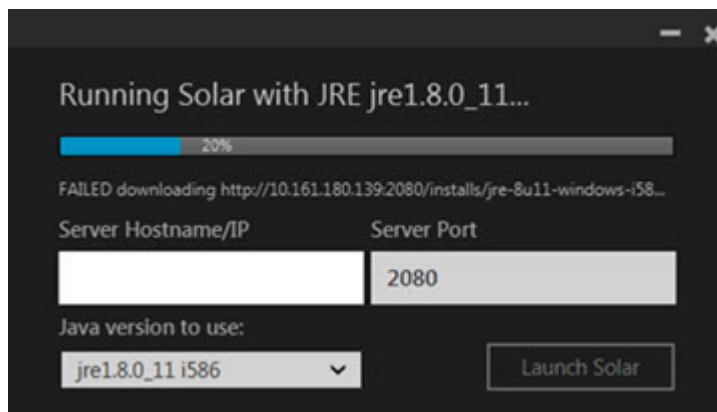 Running Solar with JRE jre1.8.0_11...
20%
FAILED downloading http://10.161.180.139:2080/installs/jre-8u11-windows-i58...
Server Hostname/IP
Server Port
2080
Java version to use:
jre1.8.0_11 i586
Launch Solar